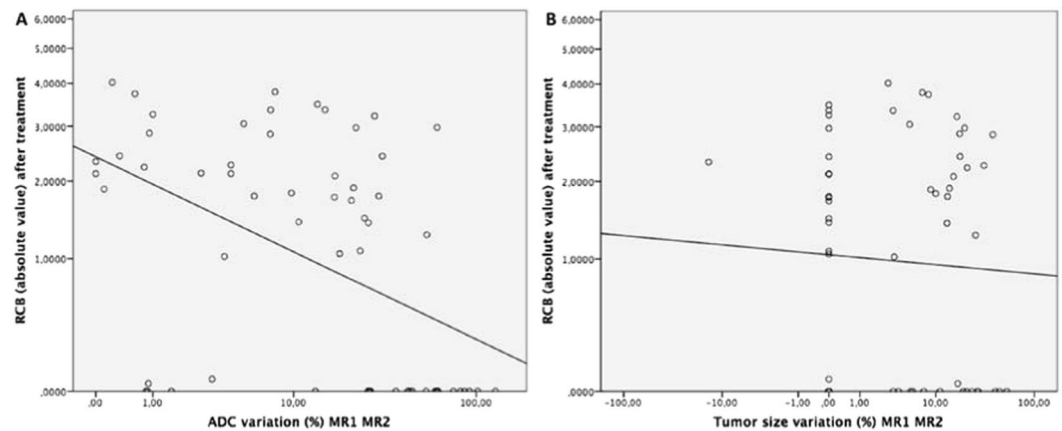 A
RCB (absolute value) after treatment
6,0000
5,0000
4,0000
3,0000
2,0000
1,0000
,0000
,00 1,00 10,00 100,00
ADC variation (%) MR1 MR2
B
RCB (absolute value) after treatment
6,0000
5,0000
4,0000
3,0000
2,0000
1,0000
,0000
-100,00 -10,00 -1,00 ,00 1,00 10,00 100,00
Tumor size variation (%) MR1 MR2